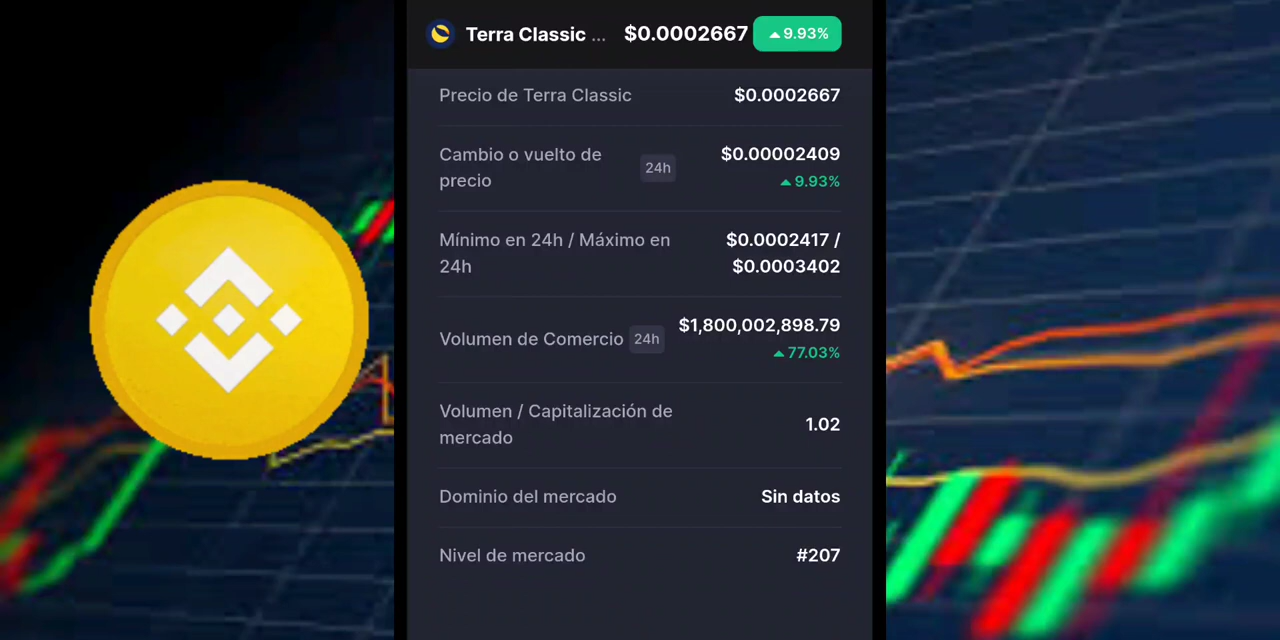 Terra Classic ... $0.0002667 9.93%
Precio de Terra Classic $0.0002667
Cambio o vuelto de
precio
24h
$0.00002409
9.93%
Mínimo en 24h / Máximo en
24h
$0.0002417 /
$0.0003402
Volumen de Comercio 24h
$1,800,002,898.79
77.03%
Volumen / Capitalización de
mercado
1.02
Dominio del mercado Sin datos
Nivel de mercado #207